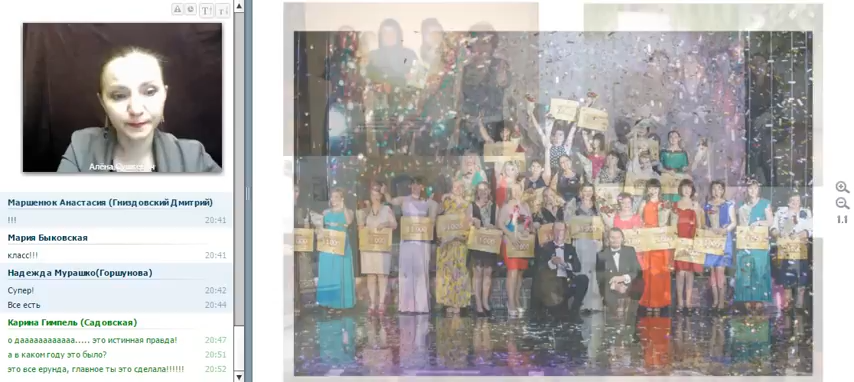 Маршенюк Анастасия (Гниздовский Дмитрий)
!!! 20:41
Мария Быковская
класс!!! 20:41
Надежда Мурашко(Горшунова)
Супер! 20:42
Все есть 20:44
Карина Гимпель (Садовская)
о даааааааааааа..... это истинная правда! 20:47
а в каком году это было? 20:51
это все ерунда, главное ты это сделала!!!!!! 20:52
1:1